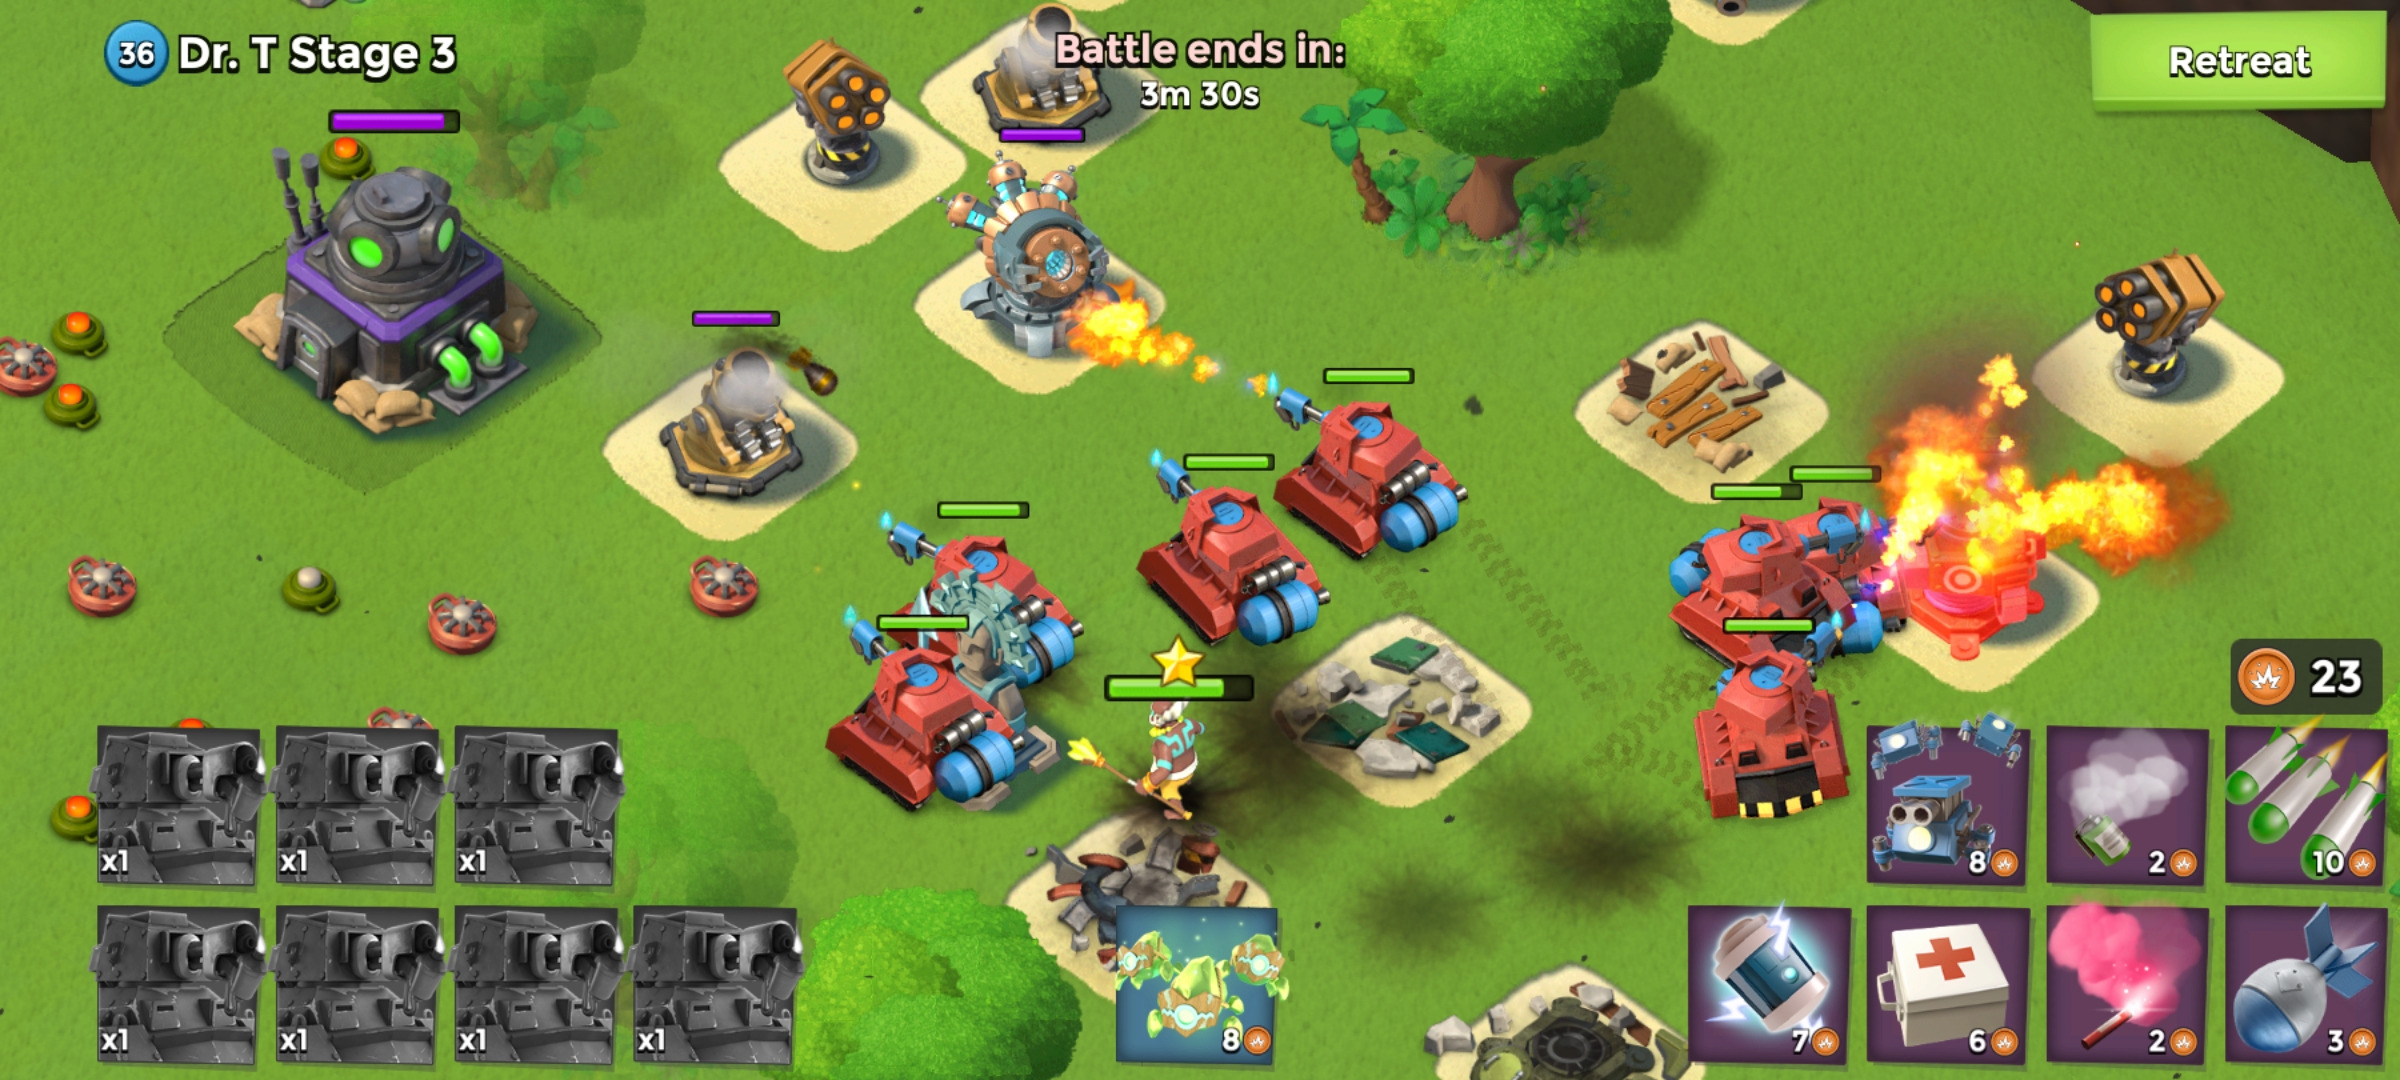 36 Dr. T Stage 3
Battle ends in:
3m 30s
Retreat
23
x1 x1 x1
8 2 10
x1 x1 x1 x1
8
7 6 2 3